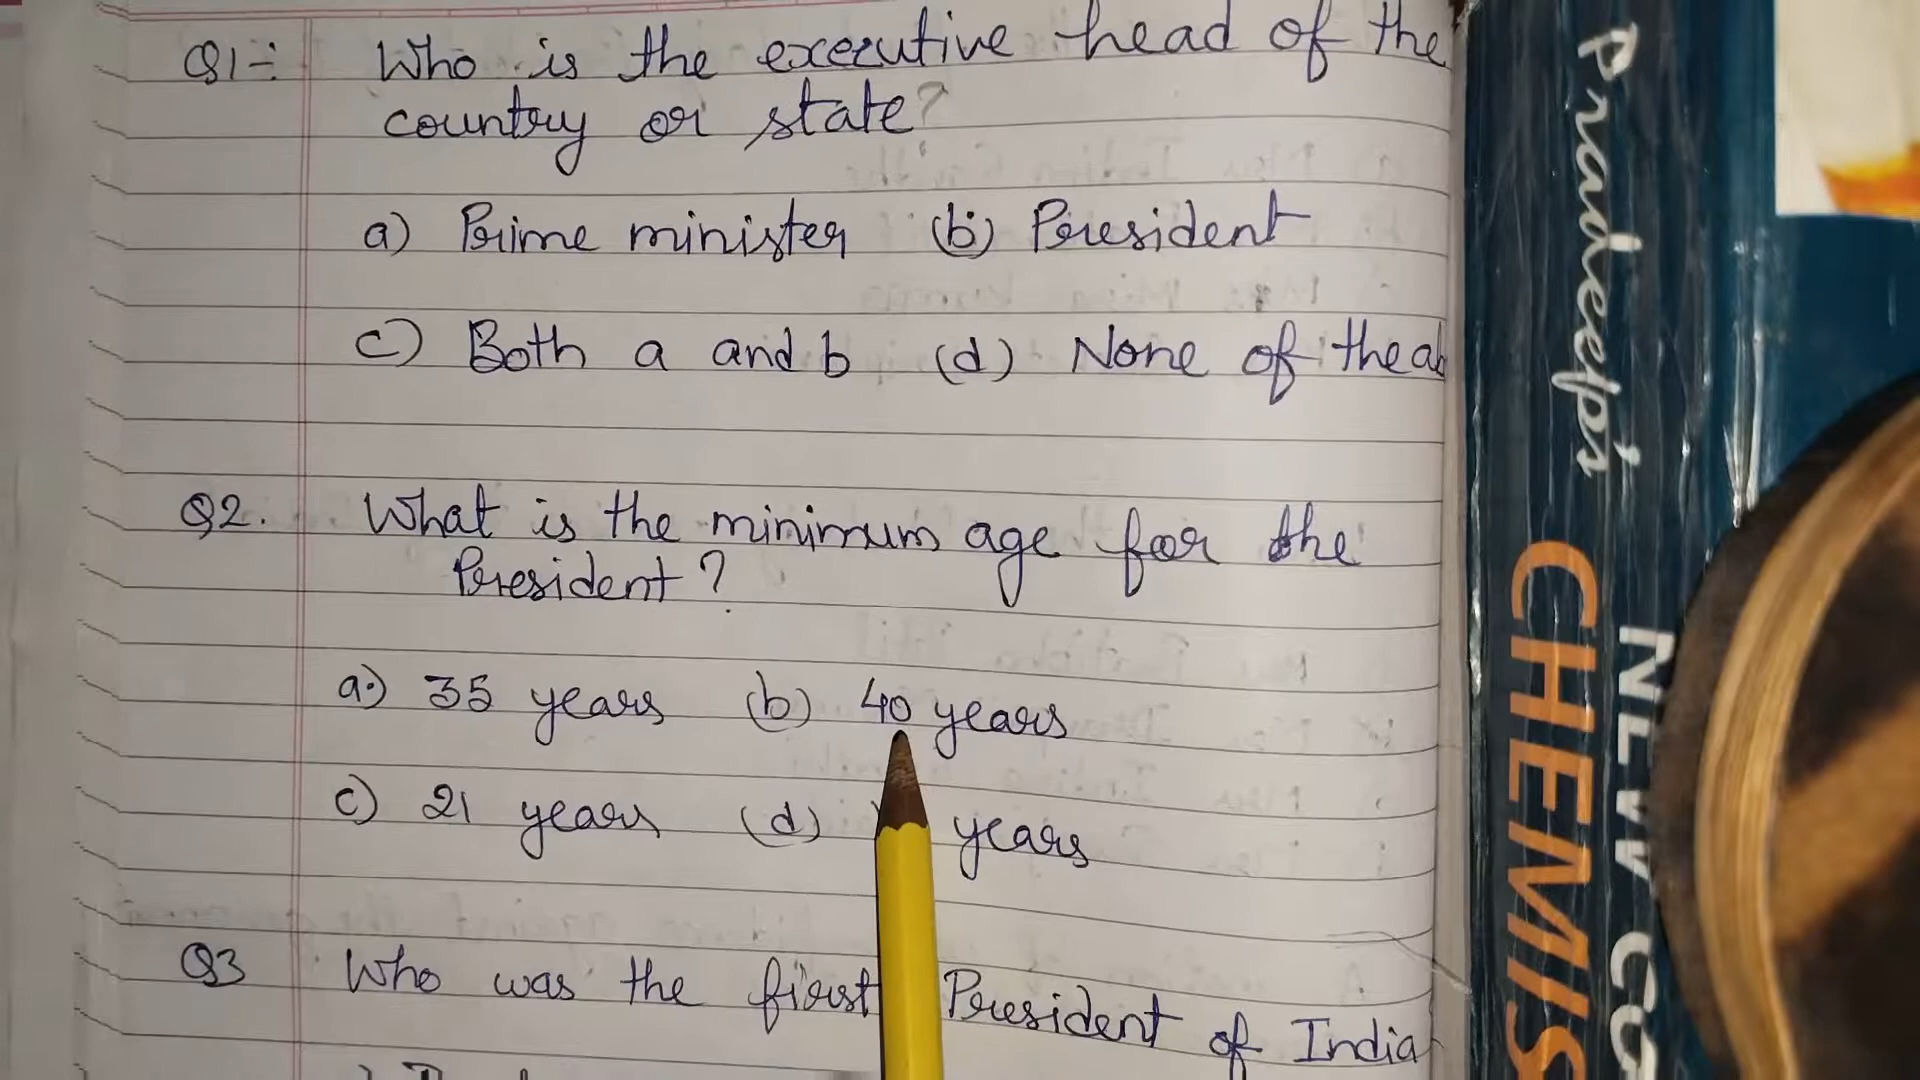 Q1:- Who is the executive head of the
country or state?
a) Prime minister (b) President
c) Both a and b (d) None of the ab
Q2. What is the minimum age for the
President?
a.) 35 years (b) 40 years
c) 21 years (d) years
Q3 Who was the first President of India
Pradeep's
NEW CO
CHEMIS